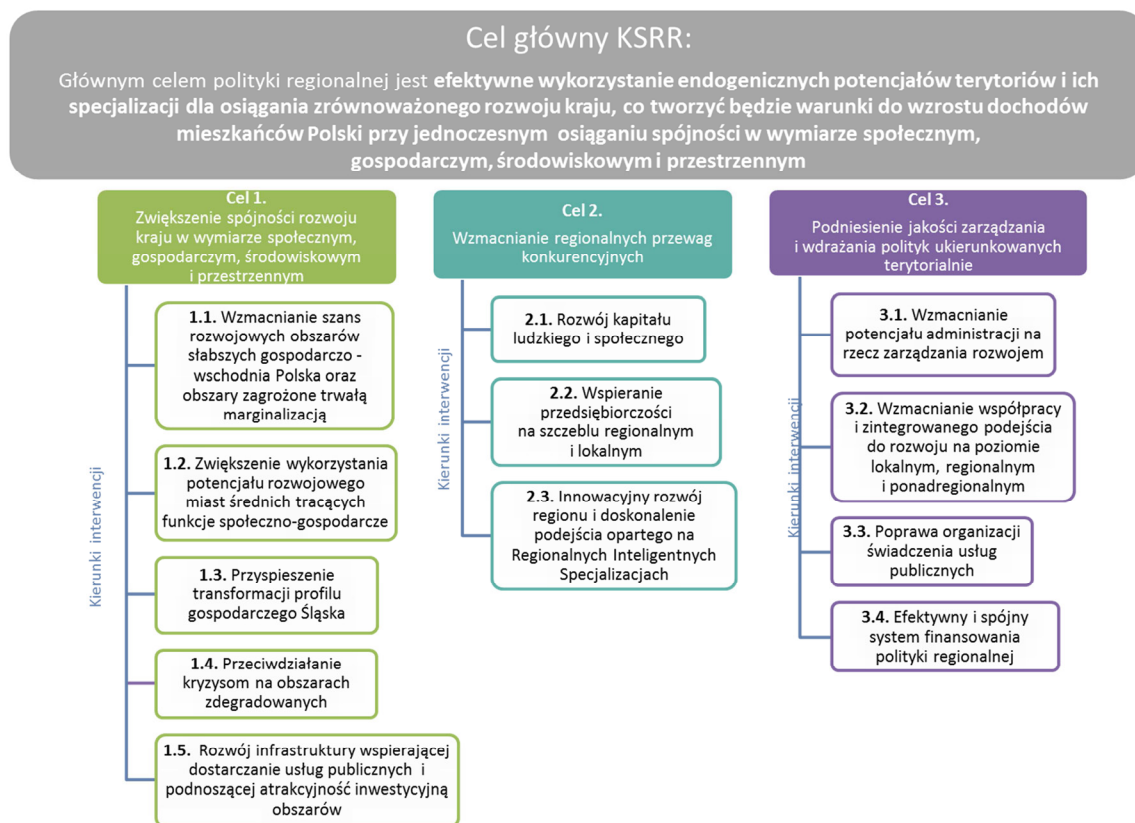 Cel główny KSRR:
Głównym celem polityki regionalnej jest efektywne wykorzystanie endogenicznych potencjałów terytoriów i ich
specjalizacji dla osiągania zrównoważonego rozwoju kraju, co tworzyć będzie warunki do wzrostu dochodów
mieszkańców Polski przy jednoczesnym osiąganiu spójności w wymiarze społecznym,
gospodarczym, środowiskowym i przestrzennym
Cel 1.
Zwiększenie spójności rozwoju
kraju w wymiarze społecznym,
gospodarczym, środowiskowym
i przestrzennym
Kierunki interwencji
1.1. Wzmacnianie szans
rozwojowych obszarów
słabszych gospodarczo -
wschodnia Polska oraz
obszary zagrożone trwałą
marginalizacją
1.2. Zwiększenie wykorzystania
potencjału rozwojowego
miast średnich tracących
funkcje społeczno-gospodarcze
1.3. Przyspieszenie
transformacji profilu
gospodarczego Śląska
1.4. Przeciwdziałanie
kryzysom na obszarach
zdegradowanych
1.5. Rozwój infrastruktury wspierającej
dostarczanie usług publicznych i
podnoszącej atrakcyjność inwestycyjną
obszarów
Cel 2.
Wzmacnianie regionalnych przewag
konkurencyjnych
Kierunki interwencji
2.1. Rozwój kapitału
ludzkiego i społecznego
2.2. Wspieranie
przedsiębiorczości
na szczeblu regionalnym
i lokalnym
2.3. Innowacyjny rozwój
regionu i doskonalenie
podejścia opartego na
Regionalnych Inteligentnych
Specjalizacjach
Cel 3.
Podniesienie jakości zarządzania
i wdrażania polityk ukierunkowanych
terytorialnie
Kierunki interwencji
3.1. Wzmacnianie
potencjału administracji na
rzecz zarządzania rozwojem
3.2. Wzmacnianie współpracy
i zintegrowanego podejścia
do rozwoju na poziomie
lokalnym, regionalnym
i ponadregionalnym
3.3. Poprawa organizacji
świadczenia usług
publicznych
3.4. Efektywny i spójny
system finansowania
polityki regionalnej